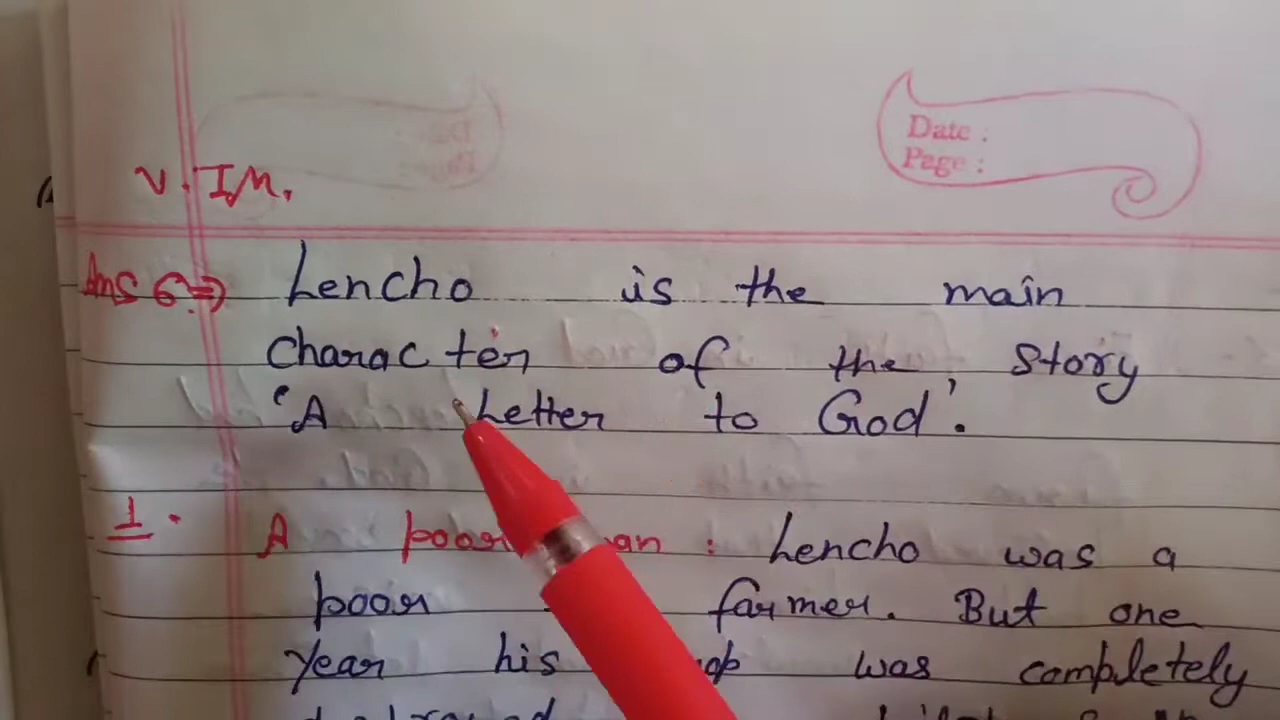 Date :
Page :
V. IM.
Ans 6.⇒ Lencho is the main
character of the story
'A Letter to God'.
1. A poor : Lencho was a
poor farmer. But one
year his was completely